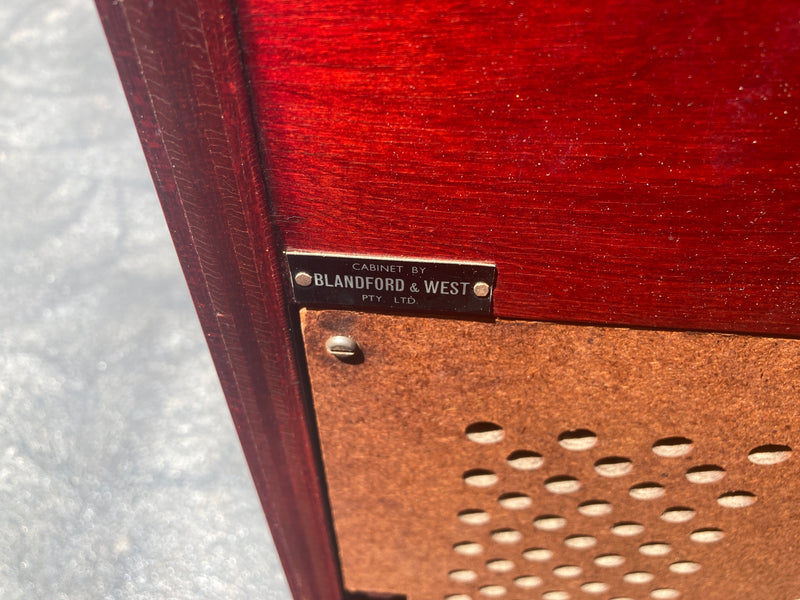 CABINET BY
BLANDFORD & WEST
PTY. LTD.